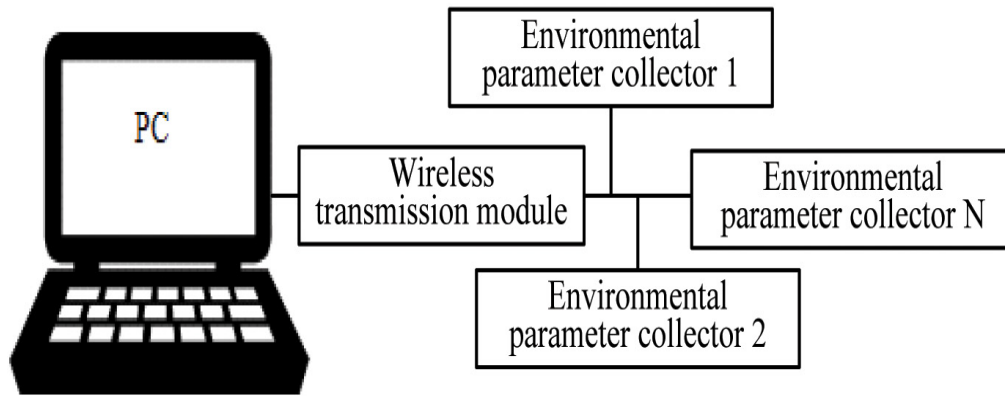 PC
Wireless
transmission module
Environmental
parameter collector 1
Environmental
parameter collector N
Environmental
parameter collector 2